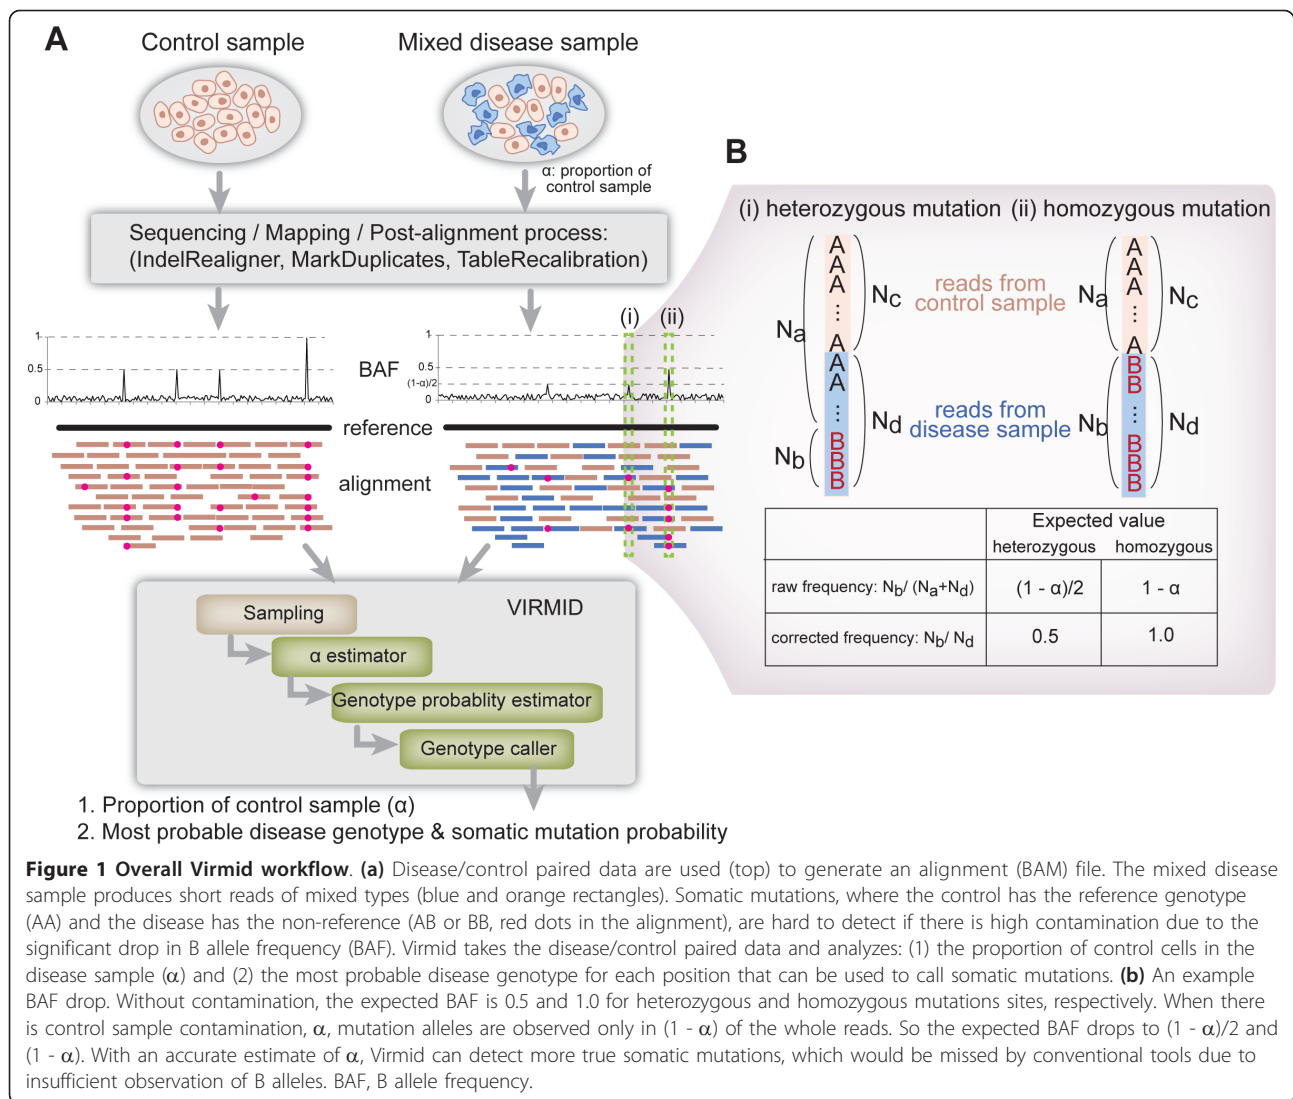 A
Control sample
Mixed disease sample
α: proportion of
control sample
Sequencing / Mapping / Post-alignment process:
(IndelRealigner, MarkDuplicates, TableRecalibration)
1
0.5
0
BAF
1
0.5
(1-α)/2
0
(i)
(ii)
reference
alignment
VIRMID
Sampling
α estimator
Genotype probablity estimator
Genotype caller
1. Proportion of control sample (α)
2. Most probable disease genotype & somatic mutation probability
B
(i) heterozygous mutation
(ii) homozygous mutation
A
A
A
⋮
A
A
A
⋮
B
B
B
Na
Nb
Nc
Nd
reads from
control sample
reads from
disease sample
A
A
A
⋮
A
B
B
⋮
B
B
B
Na
Nb
Nc
Nd
Expected value
heterozygous
homozygous
raw frequency: Nb/ (Na+Nd)
(1 - α)/2
1 - α
corrected frequency: Nb/ Nd
0.5
1.0
Figure 1 Overall Virmid workflow. (a) Disease/control paired data are used (top) to generate an alignment (BAM) file. The mixed disease
sample produces short reads of mixed types (blue and orange rectangles). Somatic mutations, where the control has the reference genotype
(AA) and the disease has the non-reference (AB or BB, red dots in the alignment), are hard to detect if there is high contamination due to the
significant drop in B allele frequency (BAF). Virmid takes the disease/control paired data and analyzes: (1) the proportion of control cells in the
disease sample (α) and (2) the most probable disease genotype for each position that can be used to call somatic mutations. (b) An example
BAF drop. Without contamination, the expected BAF is 0.5 and 1.0 for heterozygous and homozygous mutations sites, respectively. When there
is control sample contamination, α, mutation alleles are observed only in (1 - α) of the whole reads. So the expected BAF drops to (1 - α)/2 and
(1 - α). With an accurate estimate of α, Virmid can detect more true somatic mutations, which would be missed by conventional tools due to
insufficient observation of B alleles. BAF, B allele frequency.